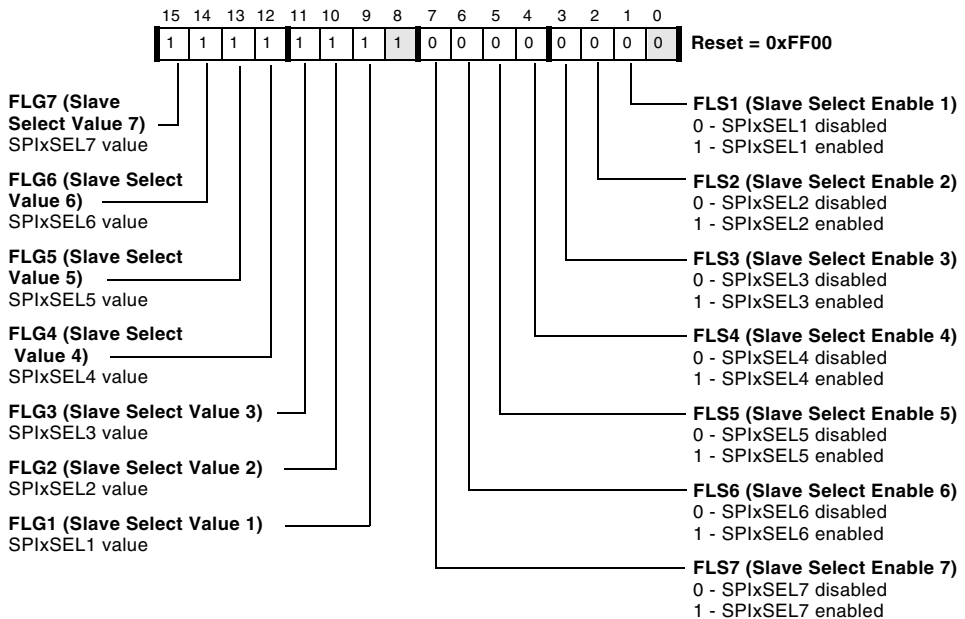 15 14 13 12 11 10 9 8 7 6 5 4 3 2 1 0
1 1 1 1 1 1 1 1 0 0 0 0 0 0 0 0 Reset = 0xFF00
FLG7 (Slave
Select Value 7)
SPIxSEL7 value
FLG6 (Slave Select
Value 6)
SPIxSEL6 value
FLG5 (Slave Select
Value 5)
SPIxSEL5 value
FLG4 (Slave Select
Value 4)
SPIxSEL4 value
FLG3 (Slave Select Value 3)
SPIxSEL3 value
FLG2 (Slave Select Value 2)
SPIxSEL2 value
FLG1 (Slave Select Value 1)
SPIxSEL1 value
FLS1 (Slave Select Enable 1)
0 - SPIxSEL1 disabled
1 - SPIxSEL1 enabled
FLS2 (Slave Select Enable 2)
0 - SPIxSEL2 disabled
1 - SPIxSEL2 enabled
FLS3 (Slave Select Enable 3)
0 - SPIxSEL3 disabled
1 - SPIxSEL3 enabled
FLS4 (Slave Select Enable 4)
0 - SPIxSEL4 disabled
1 - SPIxSEL4 enabled
FLS5 (Slave Select Enable 5)
0 - SPIxSEL5 disabled
1 - SPIxSEL5 enabled
FLS6 (Slave Select Enable 6)
0 - SPIxSEL6 disabled
1 - SPIxSEL6 enabled
FLS7 (Slave Select Enable 7)
0 - SPIxSEL7 disabled
1 - SPIxSEL7 enabled